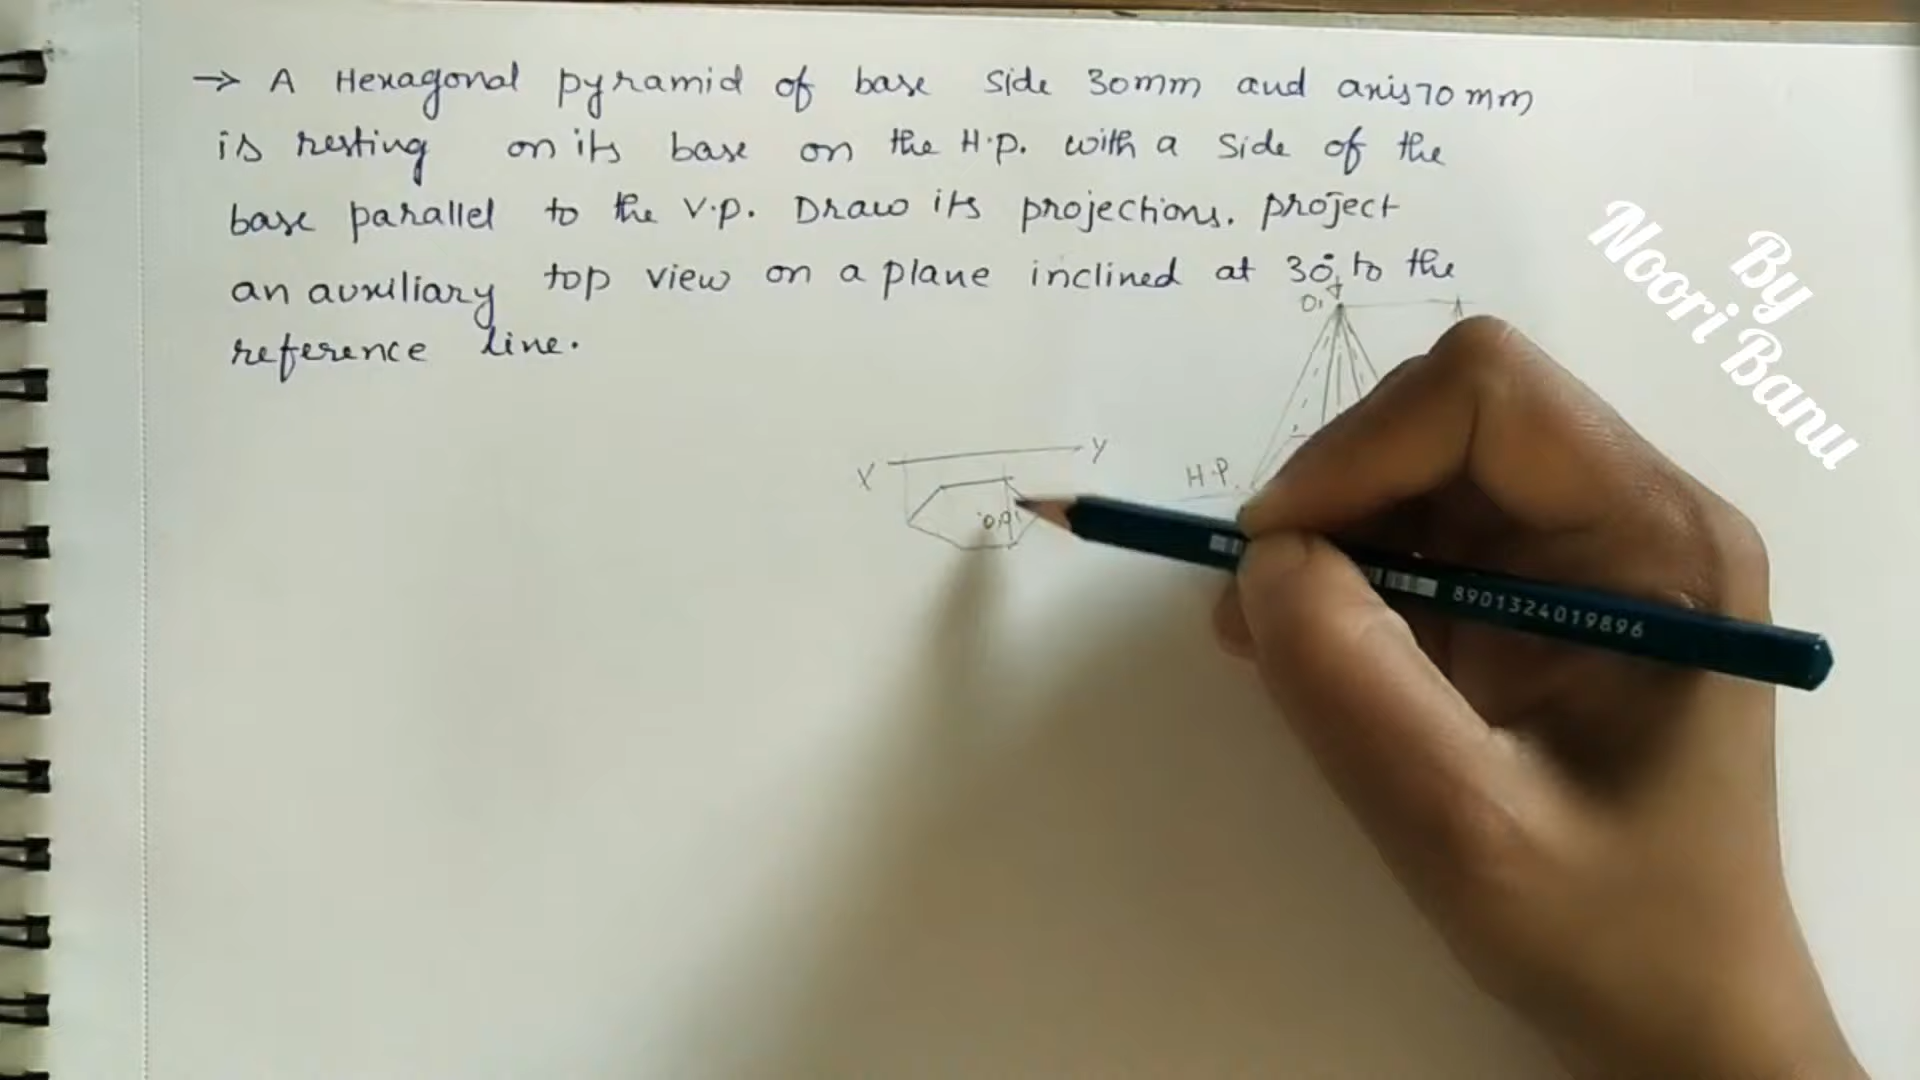 → A Hexagonal pyramid of base side 30mm and axis 70 mm
is resting on its base on the H.P. with a side of the
base parallel to the V.P. Draw its projections. project
an auxiliary top view on a plane inclined at 30° to the
reference line.
By
Noori Banu
O1
X Y
H.P.
O,O1
8901324019896